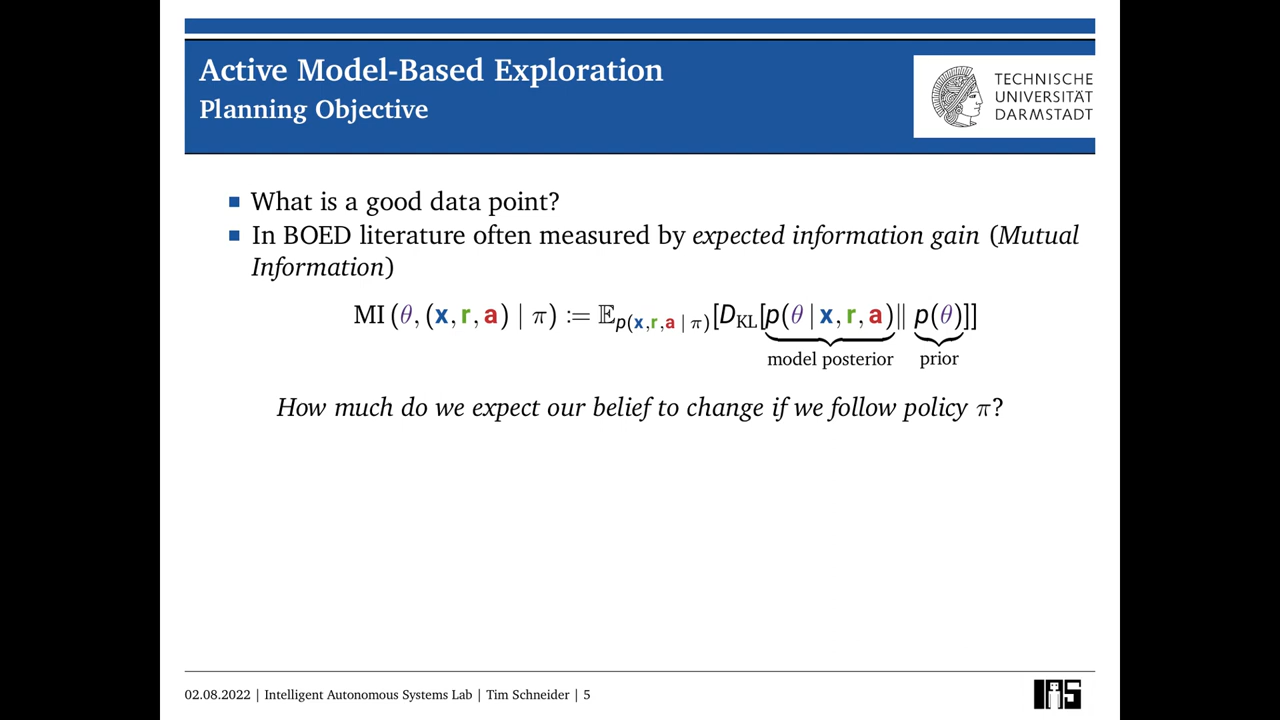 Active Model-Based Exploration
Planning Objective
TECHNISCHE
UNIVERSITÄT
DARMSTADT
What is a good data point?
In BOED literature often measured by expected information gain (Mutual
Information)
MI (θ, (x, r, a) | π) := 𝔼p(x,r,a | π)[DKL[p(θ | x, r, a)‖ p(θ)]]
model posterior prior
How much do we expect our belief to change if we follow policy π?
02.08.2022 | Intelligent Autonomous Systems Lab | Tim Schneider | 5
IAS